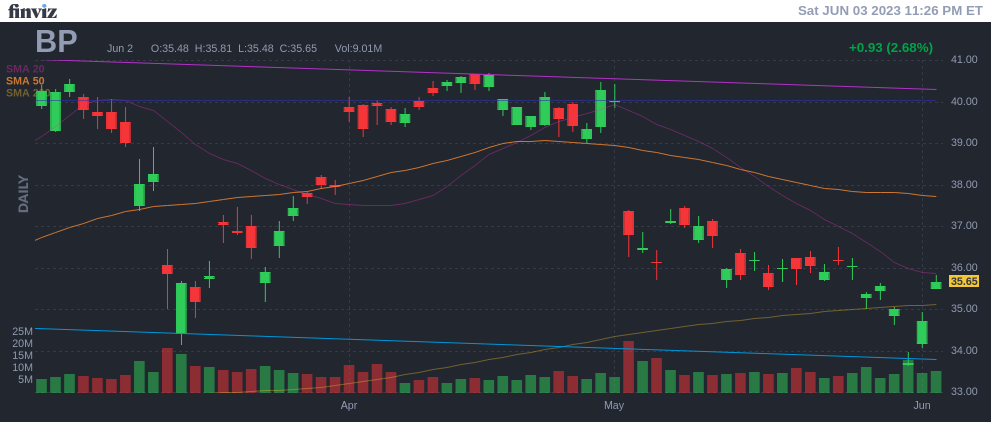 finviz Sat JUN 03 2023 11:26 PM ET
BP Jun 2 O:35.48 H:35.81 L:35.48 C:35.65 Vol:9.01M +0.93 (2.68%)
SMA 20
SMA 50
SMA 200
DAILY
41.00
40.00
39.00
38.00
37.00
36.00
35.65
35.00
34.00
33.00
25M
20M
15M
10M
5M
Apr May Jun